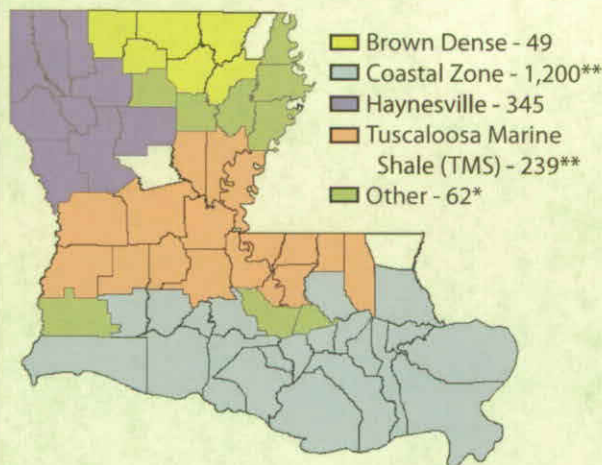 Brown Dense - 49
Coastal Zone - 1,200**
Haynesville - 345
Tuscaloosa Marine
Shale (TMS) - 239**
Other - 62*